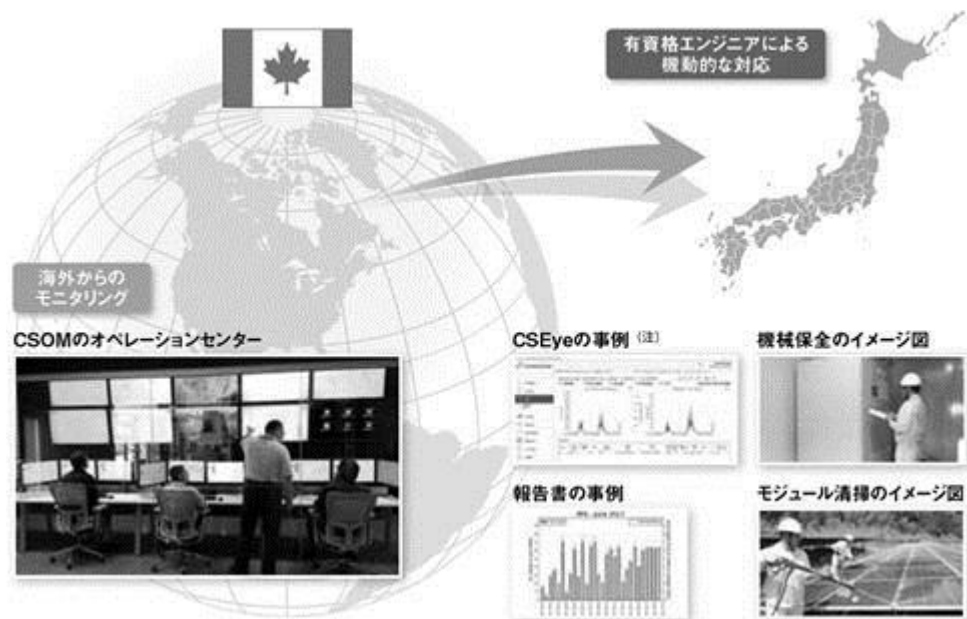 有資格エンジニアによる
機動的な対応
海外からの
モニタリング
CSOMのオペレーションセンター
CSEyeの事例 (注)
機械保全のイメージ図
報告書の事例
モジュール清掃のイメージ図